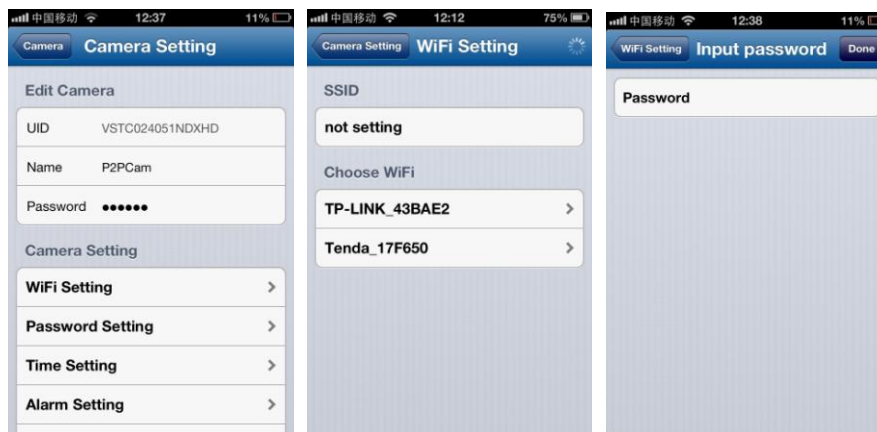 中国移动 12:37 11%
Camera Camera Setting
Edit Camera
UID VSTC024051NDXHD
Name P2PCam
Password ●●●●●●
Camera Setting
WiFi Setting
Password Setting
Time Setting
Alarm Setting
中国移动 12:12 75%
Camera Setting WiFi Setting
SSID
not setting
Choose WiFi
TP-LINK_43BAE2
Tenda_17F650
中国移动 12:38 11%
WiFi Setting Input password Done
Password